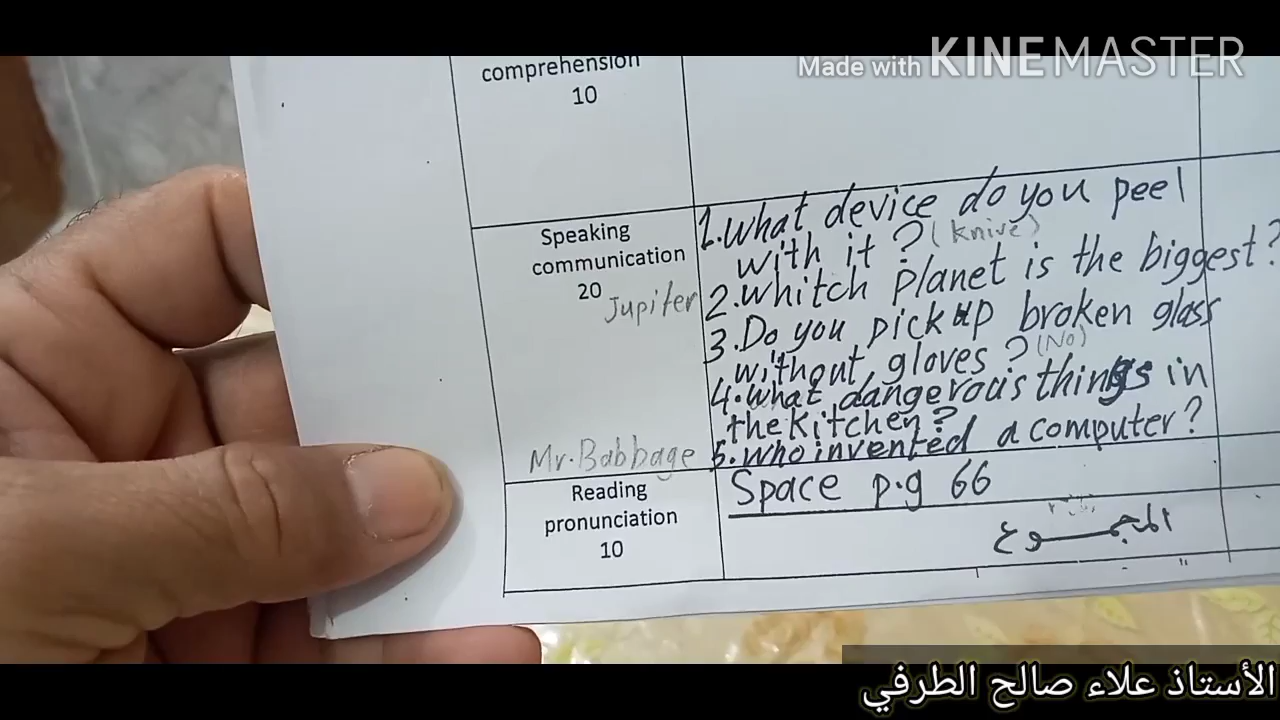 Made with KINEMASTER
comprehension
10
Speaking
communication
20
Jupiter
Mr. Babbage
1. What device do you peel
with it ? (Knive)
2. Whitch planet is the biggest?
3. Do you pick up broken glass
without gloves ? (No)
4. What dangerous things in
the kitchen?
5. who invented a computer?
Reading
pronunciation
10
Space p.g 66
المجموع
الأستاذ علاء صالح الطرفي